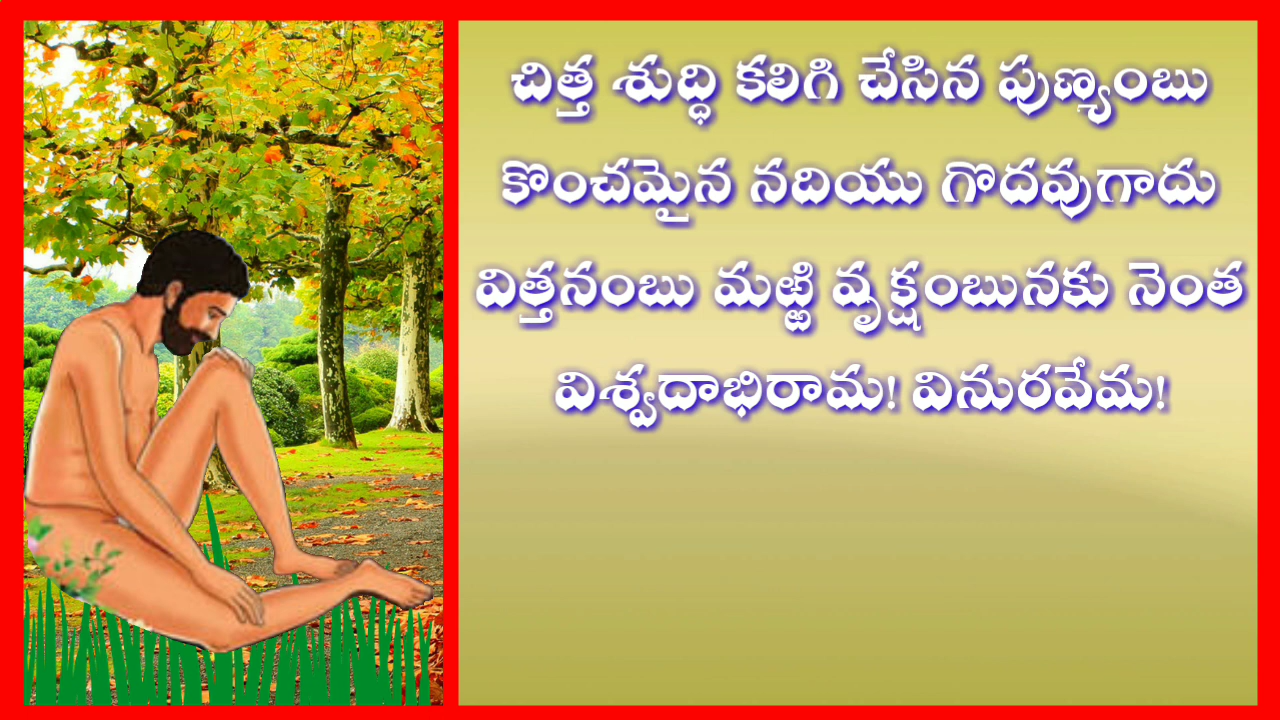 చిత్త శుద్ధి కలిగి చేసిన పుణ్యంబు
కొంచమైన నదియు గొదవుగాదు
విత్తనంబు మఱ్ఱి వృక్షంబునకు నెంత
విశ్వదాభిరామ! వినురవేమ!